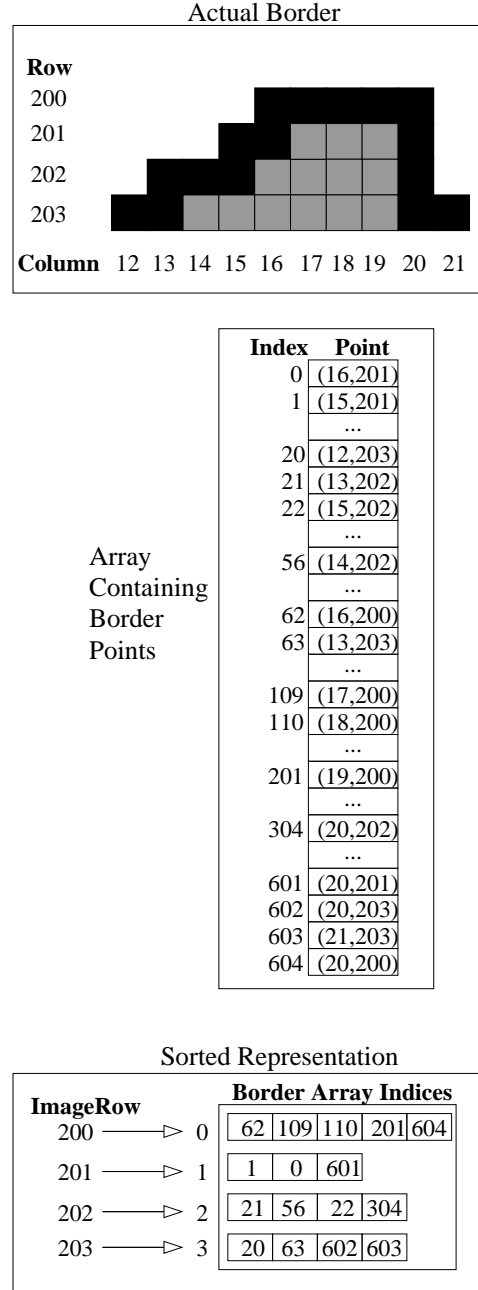 Actual Border
Row
200
201
202
203
Column 12 13 14 15 16 17 18 19 20 21
Index Point
0 (16,201)
1 (15,201)
...
20 (12,203)
21 (13,202)
22 (15,202)
...
56 (14,202)
...
62 (16,200)
63 (13,203)
...
109 (17,200)
110 (18,200)
...
201 (19,200)
...
304 (20,202)
...
601 (20,201)
602 (20,203)
603 (21,203)
604 (20,200)
Array
Containing
Border
Points
Sorted Representation
ImageRow Border Array Indices
200 0 62 109 110 201 604
201 1 1 0 601
202 2 21 56 22 304
203 3 20 63 602 603